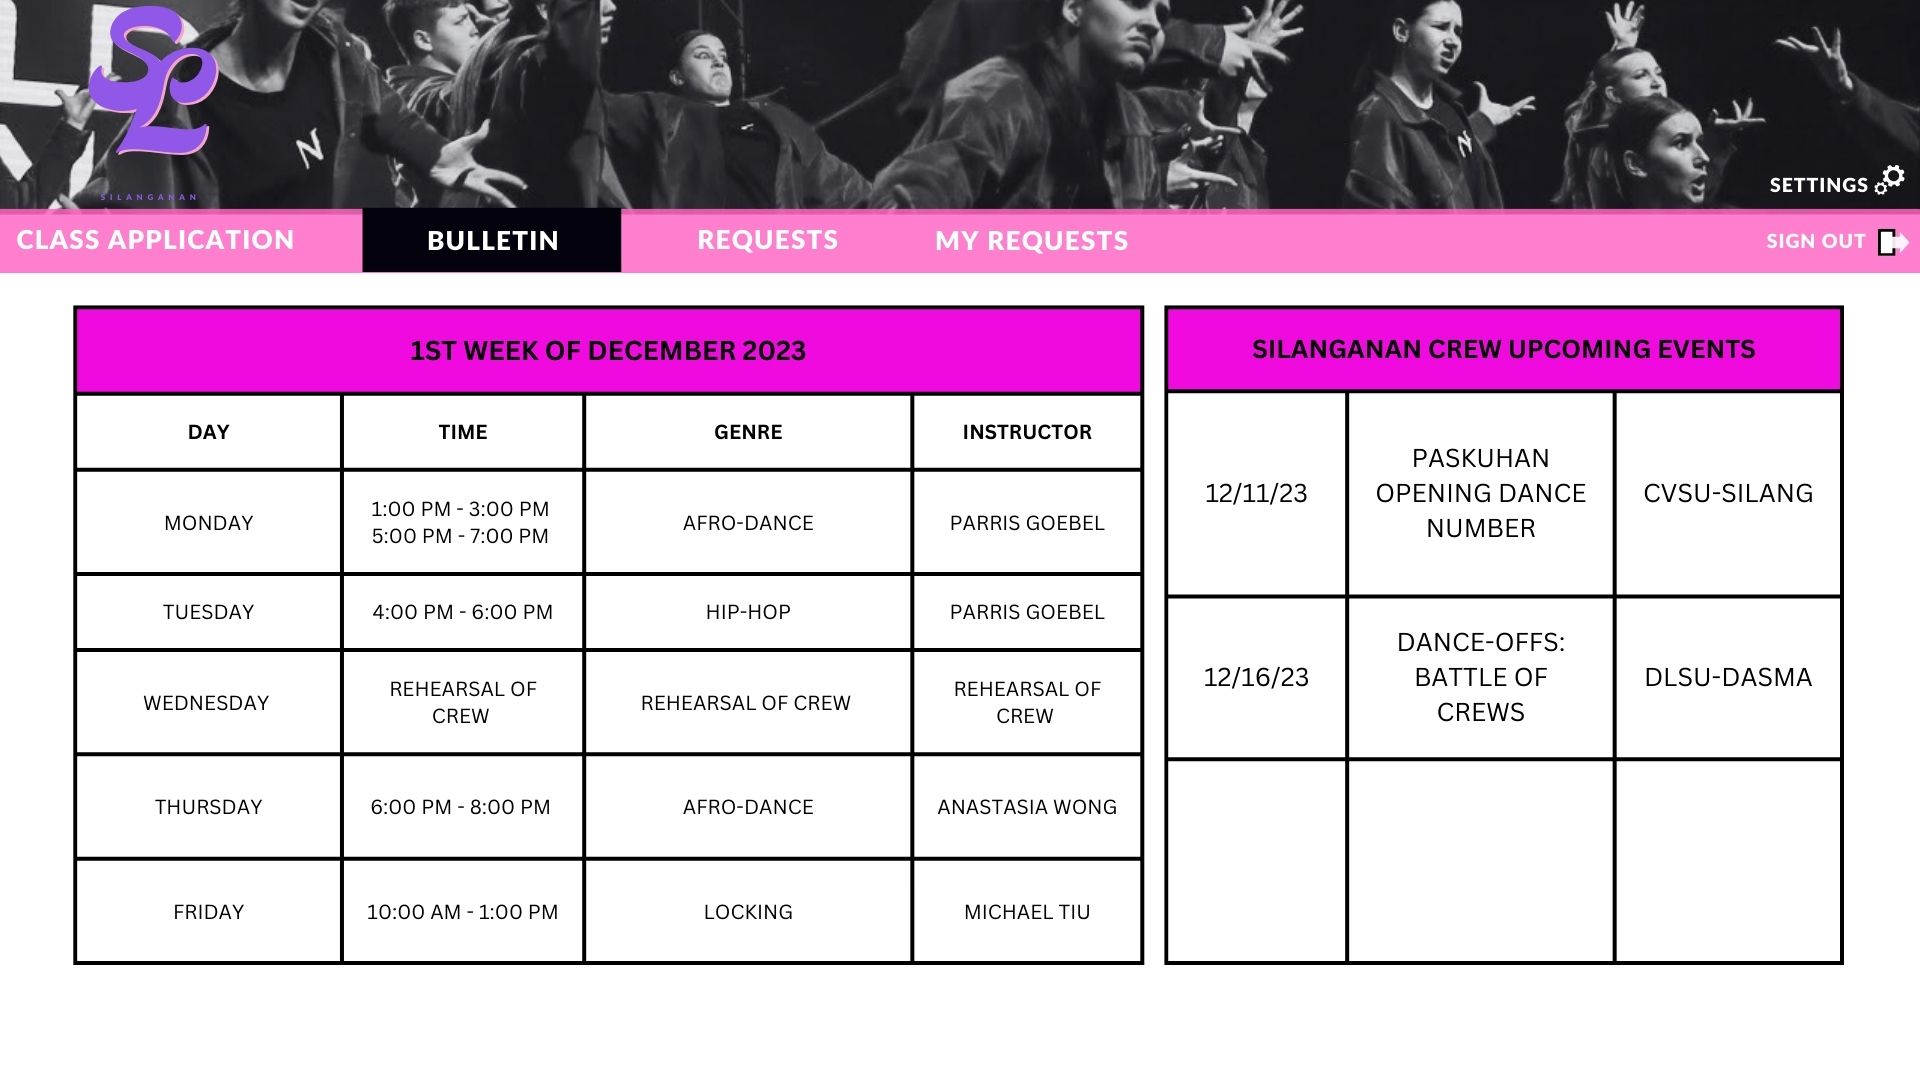 SL
SILANGANAN
N
N
SETTINGS
CLASS APPLICATION
BULLETIN
REQUESTS
MY REQUESTS
SIGN OUT
1ST WEEK OF DECEMBER 2023
DAY
TIME
GENRE
INSTRUCTOR
MONDAY
1:00 PM - 3:00 PM
5:00 PM - 7:00 PM
AFRO-DANCE
PARRIS GOEBEL
TUESDAY
4:00 PM - 6:00 PM
HIP-HOP
PARRIS GOEBEL
WEDNESDAY
REHEARSAL OF
CREW
REHEARSAL OF CREW
REHEARSAL OF
CREW
THURSDAY
6:00 PM - 8:00 PM
AFRO-DANCE
ANASTASIA WONG
FRIDAY
10:00 AM - 1:00 PM
LOCKING
MICHAEL TIU
SILANGANAN CREW UPCOMING EVENTS
12/11/23
PASKUHAN
OPENING DANCE
NUMBER
CVSU-SILANG
12/16/23
DANCE-OFFS:
BATTLE OF
CREWS
DLSU-DASMA